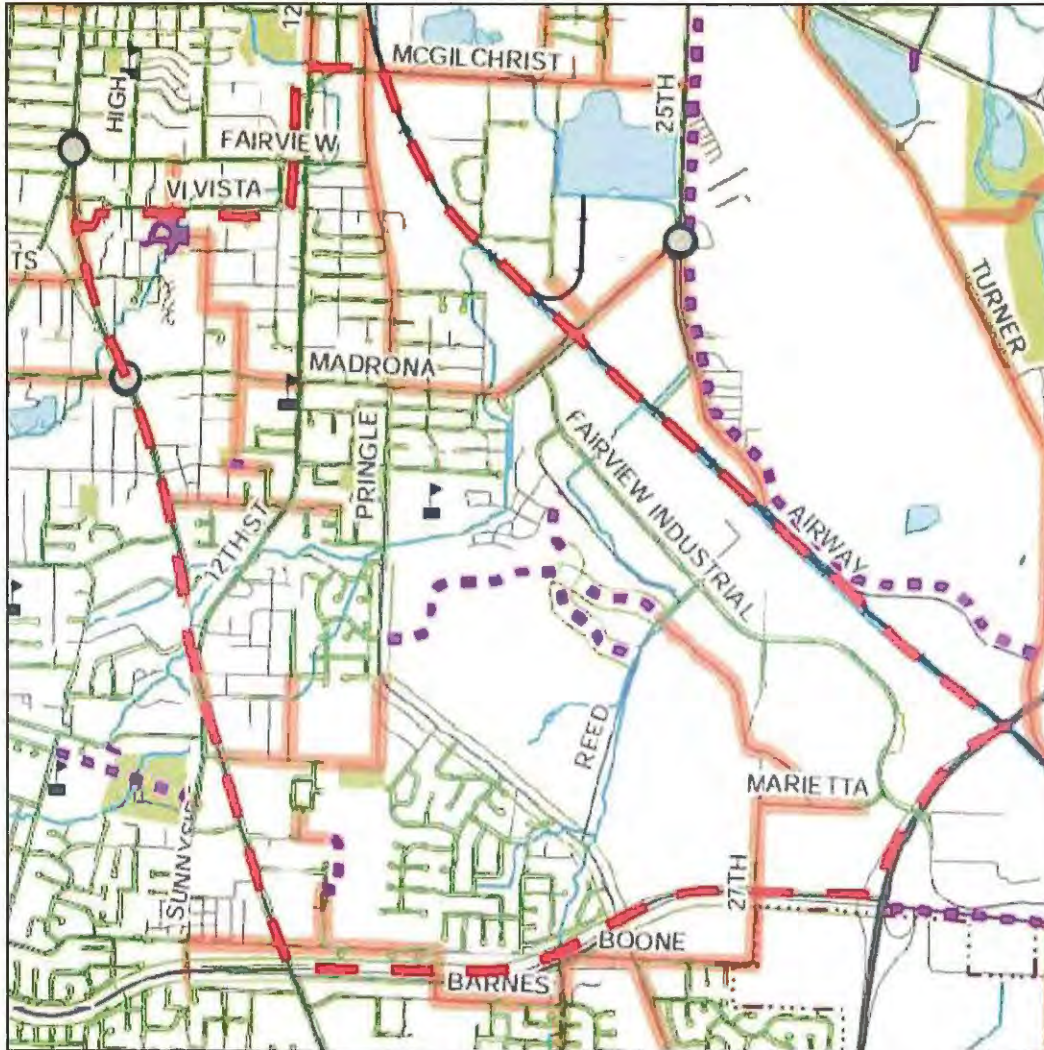 12
MCGILCHRIST
HIGH
25TH
FAIRVIEW
VI VISTA
TS
TURNER
MADRONA
PRINGLE
FAIRVIEW INDUSTRIAL
AIRWAY
12TH ST
REED
MARIETTA
27TH
BOONE
BARNES